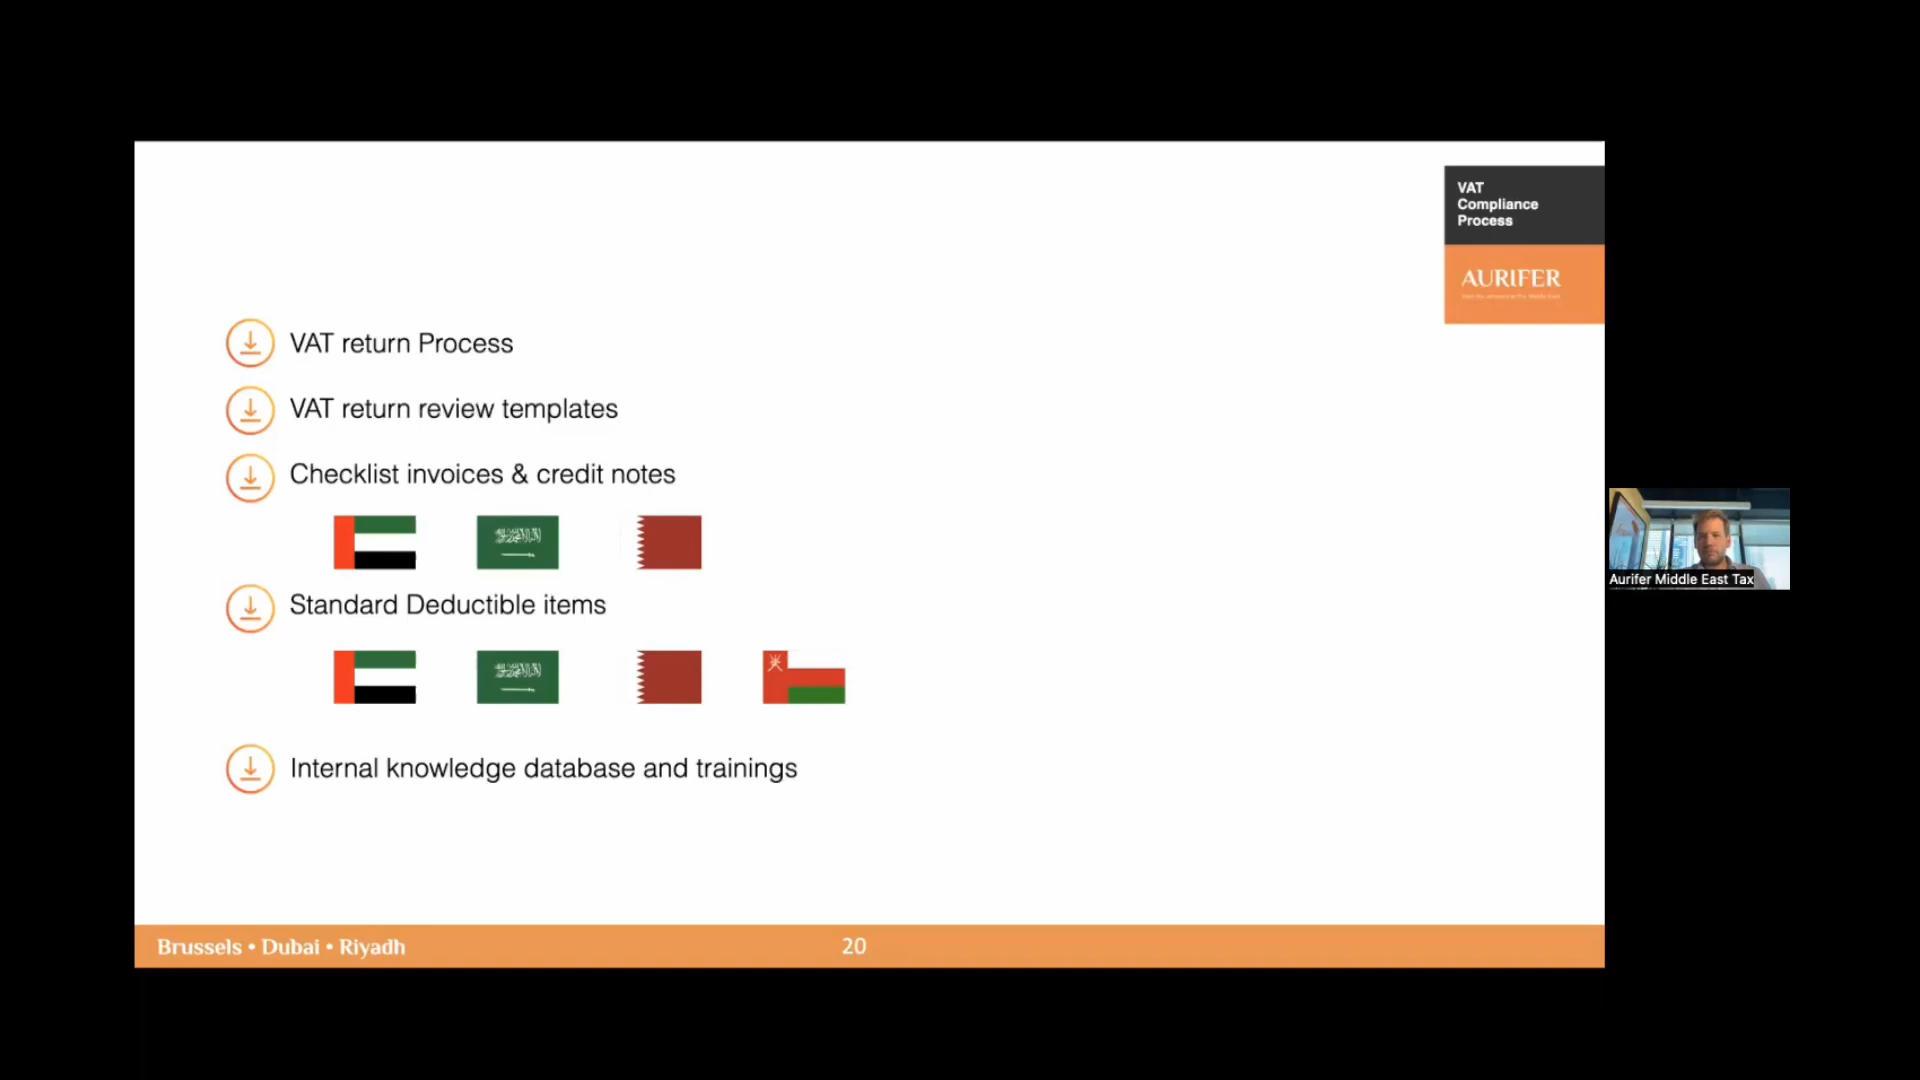 VAT
Compliance
Process
AURIFER
VAT return Process
VAT return review templates
Checklist invoices & credit notes
Standard Deductible items
Internal knowledge database and trainings
Aurifer Middle East Tax
Brussels • Dubai • Riyadh
20